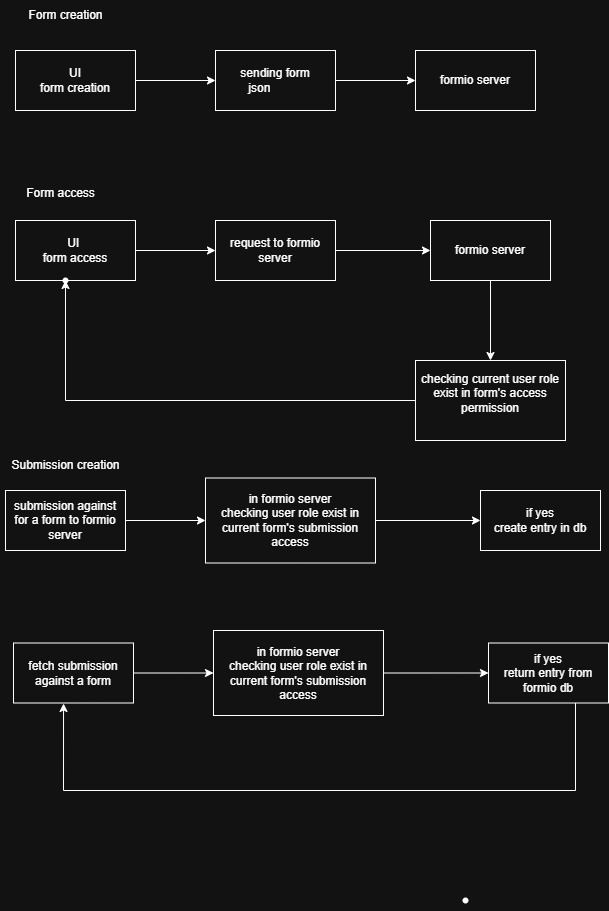 Form creation
UI
form creation
sending form
json
formio server
Form access
UI
form access
request to formio
server
formio server
checking current user role
exist in form's access
permission
Submission creation
submission against
for a form to formio
server
in formio server
checking user role exist in
current form's submission
access
if yes
create entry in db
fetch submission
against a form
in formio server
checking user role exist in
current form's submission
access
if yes
return entry from
formio db